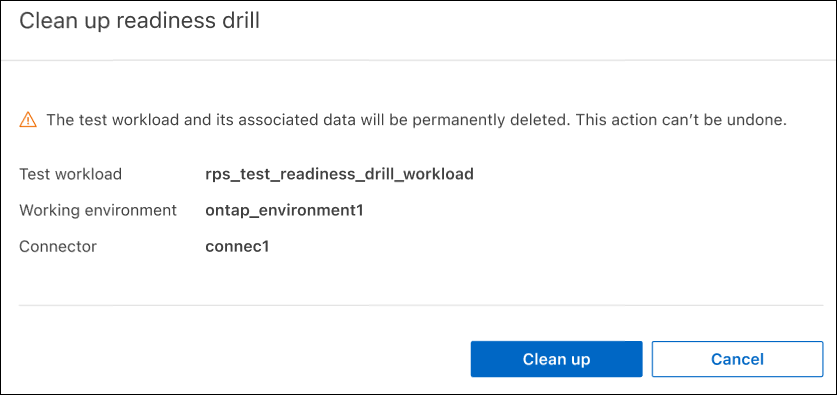 Clean up readiness drill
The test workload and its associated data will be permanently deleted. This action can’t be undone.
Test workload rps_test_readiness_drill_workload
Working environment ontap_environment1
Connector connec1
Clean up Cancel